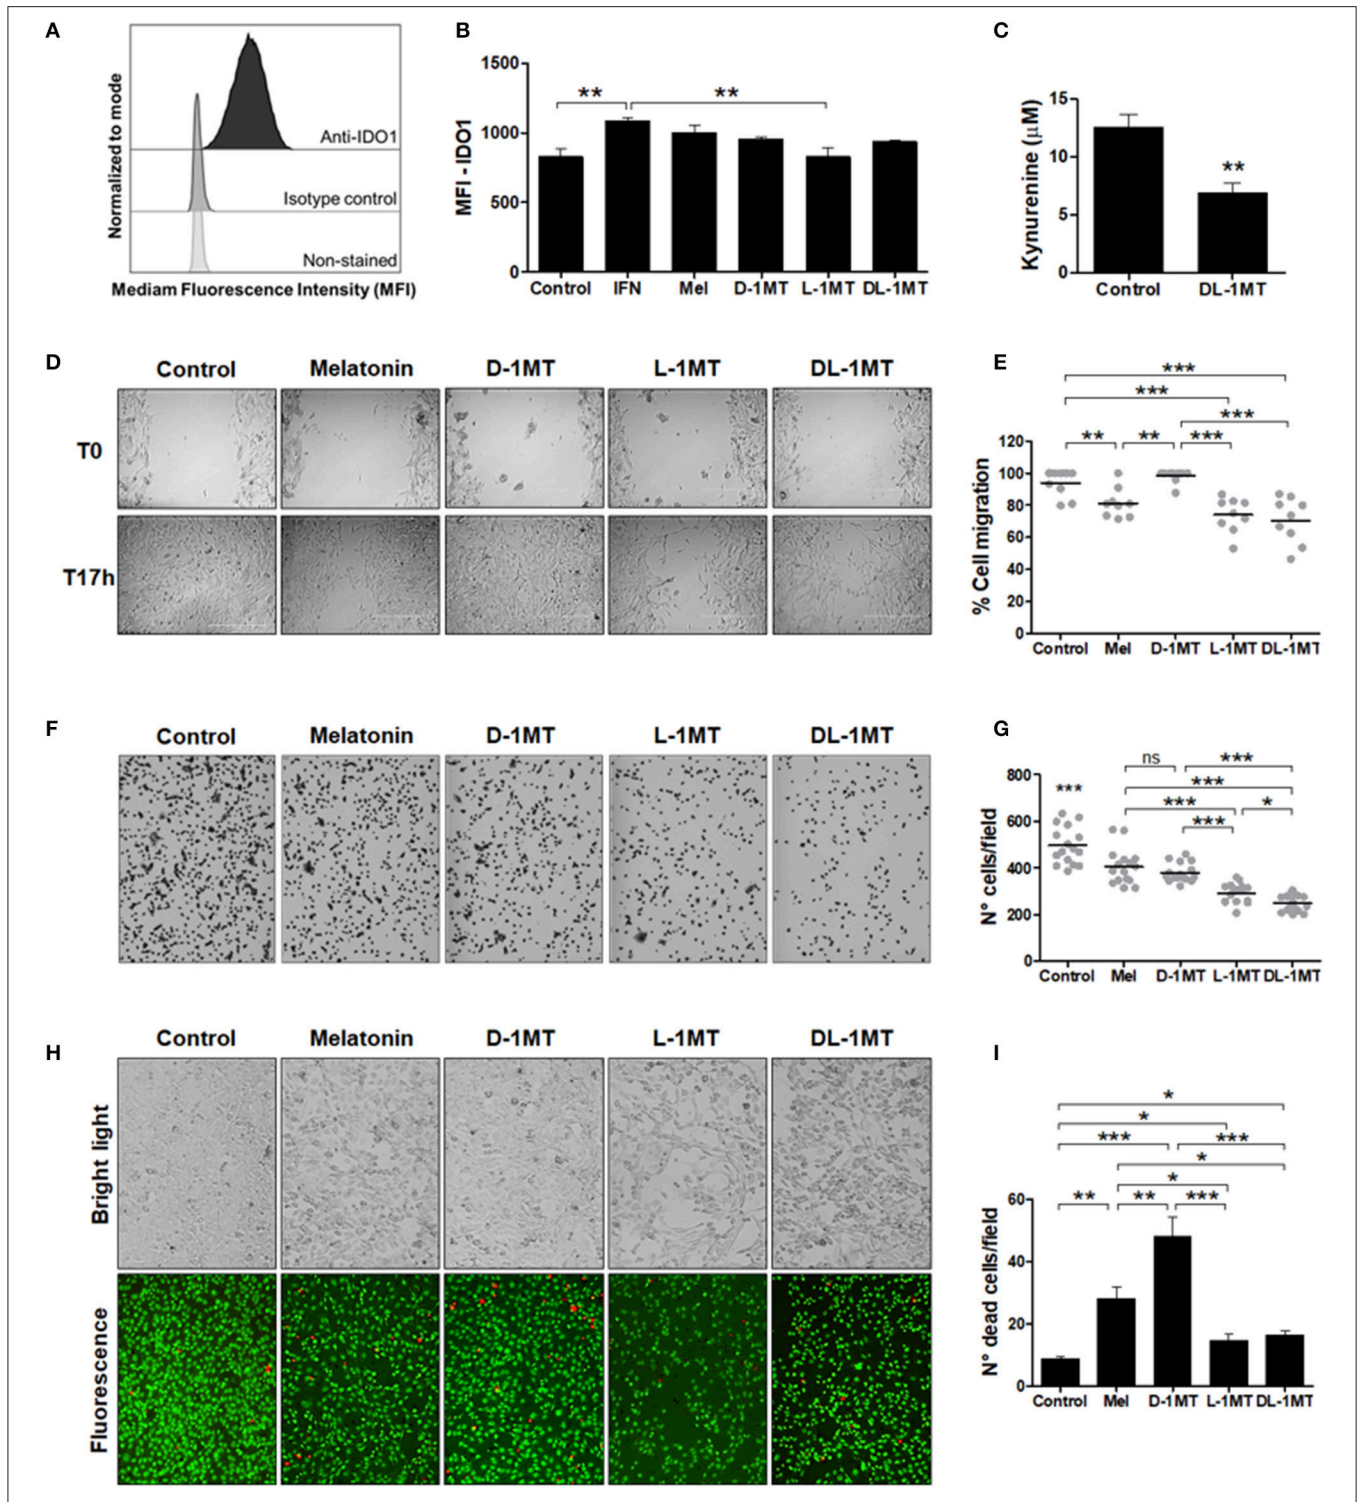 A
Normalized to mode
Anti-IDO1
Isotype control
Non-stained
Mediam Fluorescence Intensity (MFI)
B
MFI - IDO1
1500
1000
500
0
** **
Control IFN Mel D-1MT L-1MT DL-1MT
C
Kynurenine (μM)
15
10
5
0
**
Control DL-1MT
D
Control Melatonin D-1MT L-1MT DL-1MT
T0
T17h
E
% Cell migration
***
***
***
** ** ***
120
100
80
60
40
20
0
Control Mel D-1MT L-1MT DL-1MT
F
Control Melatonin D-1MT L-1MT DL-1MT
G
N° cells/field
ns ***
***
*** *
***
***
800
600
400
200
0
Control Mel D-1MT L-1MT DL-1MT
H
Control Melatonin D-1MT L-1MT DL-1MT
Bright light
Fluorescence
I
N° dead cells/field
*
*
*** ***
*
*
** ** ***
60
40
20
0
Control Mel D-1MT L-1MT DL-1MT